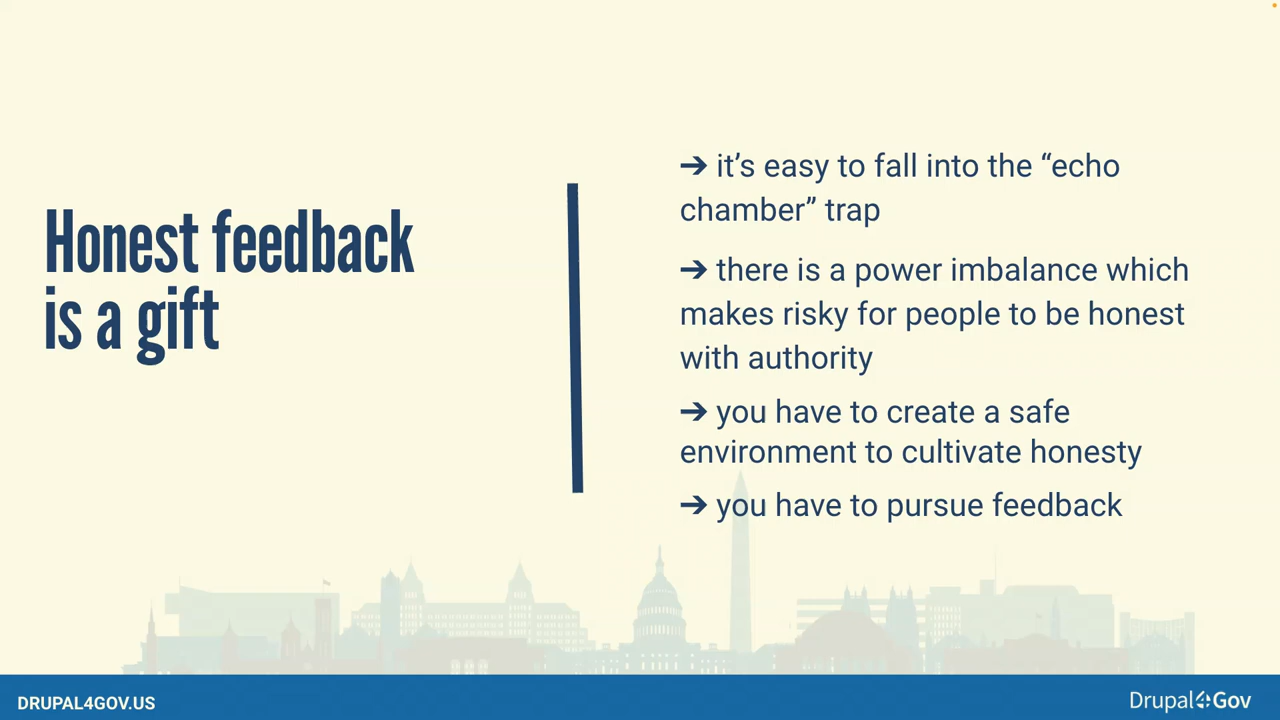 Honest feedback
is a gift
➔ it’s easy to fall into the “echo
chamber” trap
➔ there is a power imbalance which
makes risky for people to be honest
with authority
➔ you have to create a safe
environment to cultivate honesty
➔ you have to pursue feedback
DRUPAL4GOV.US
Drupal4Gov